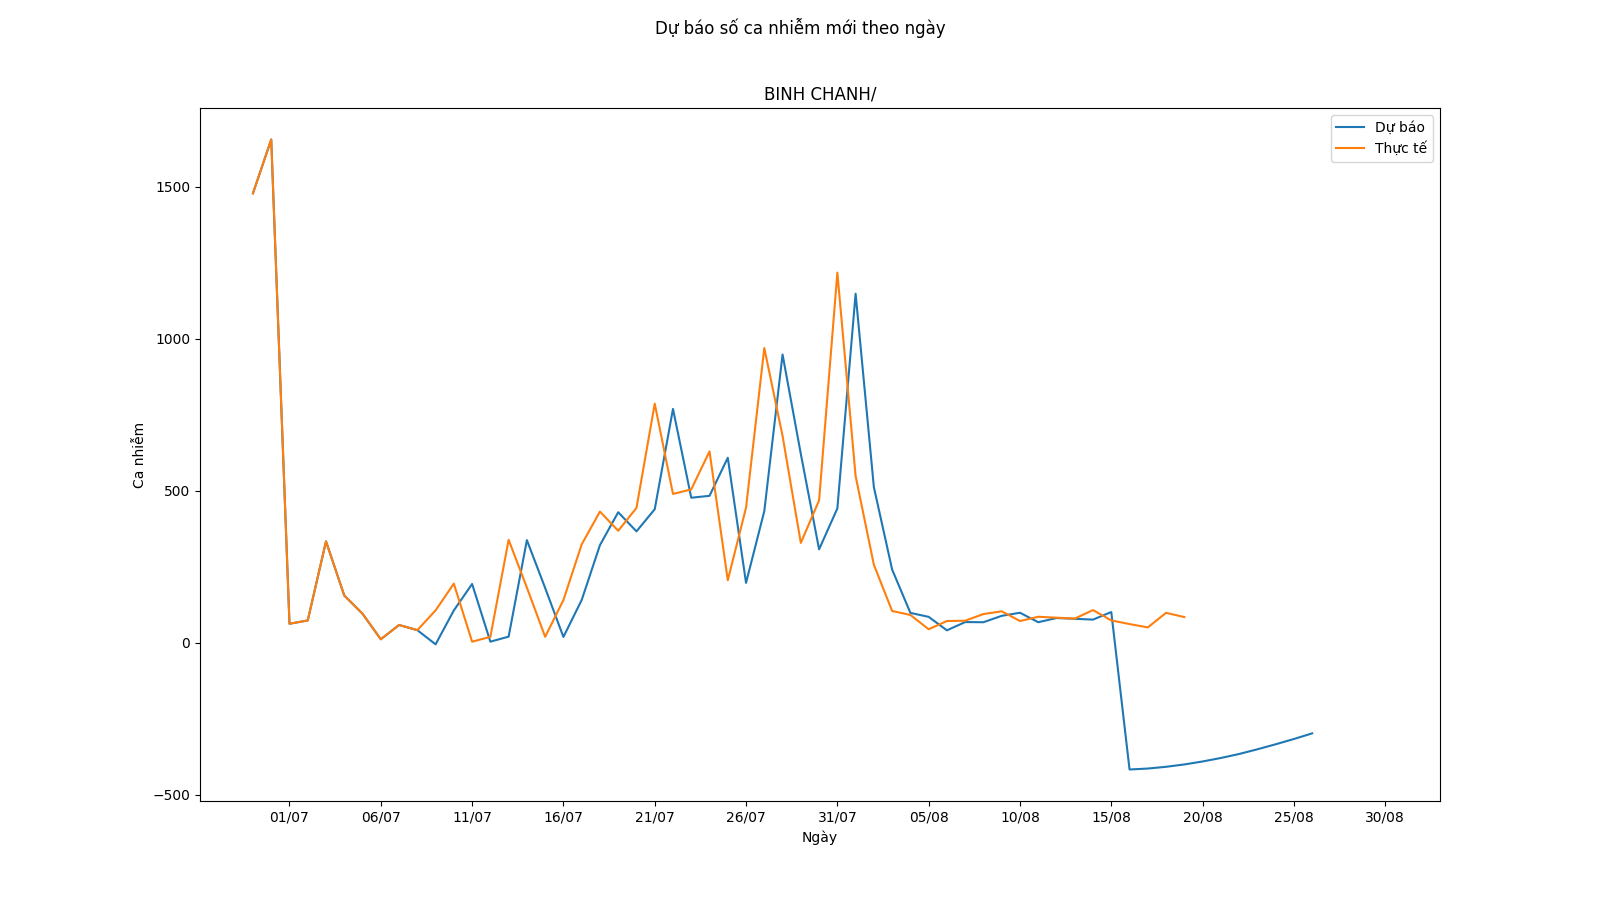 Dự báo số ca nhiễm mới theo ngày
BINH CHANH/
Dự báo
Thực tế
1500
1000
500
0
−500
Ca nhiễm
01/07 06/07 11/07 16/07 21/07 26/07 31/07 05/08 10/08 15/08 20/08 25/08 30/08
Ngày